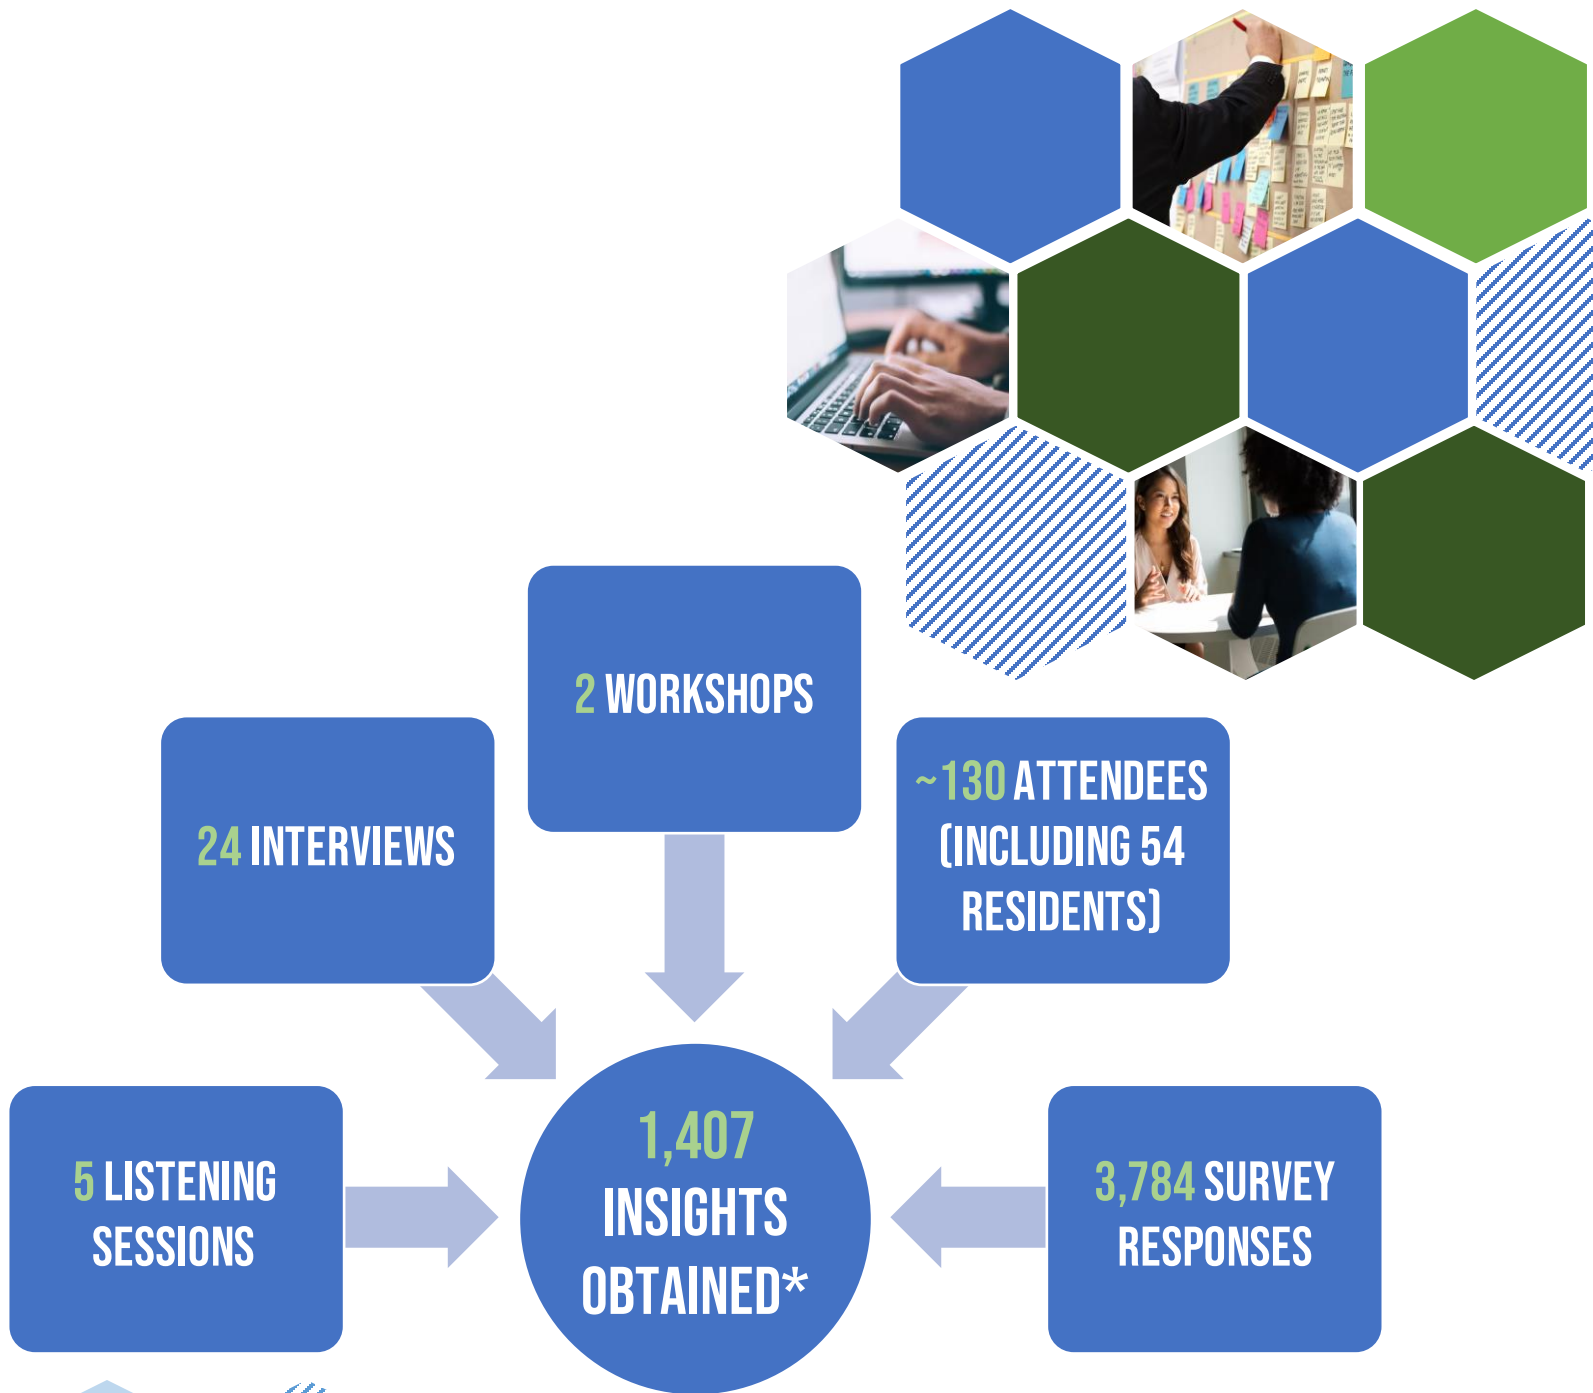 2 WORKSHOPS
24 INTERVIEWS
~130 ATTENDEES
(INCLUDING 54
RESIDENTS)
5 LISTENING
SESSIONS
1,407
INSIGHTS
OBTAINED*
3,784 SURVEY
RESPONSES